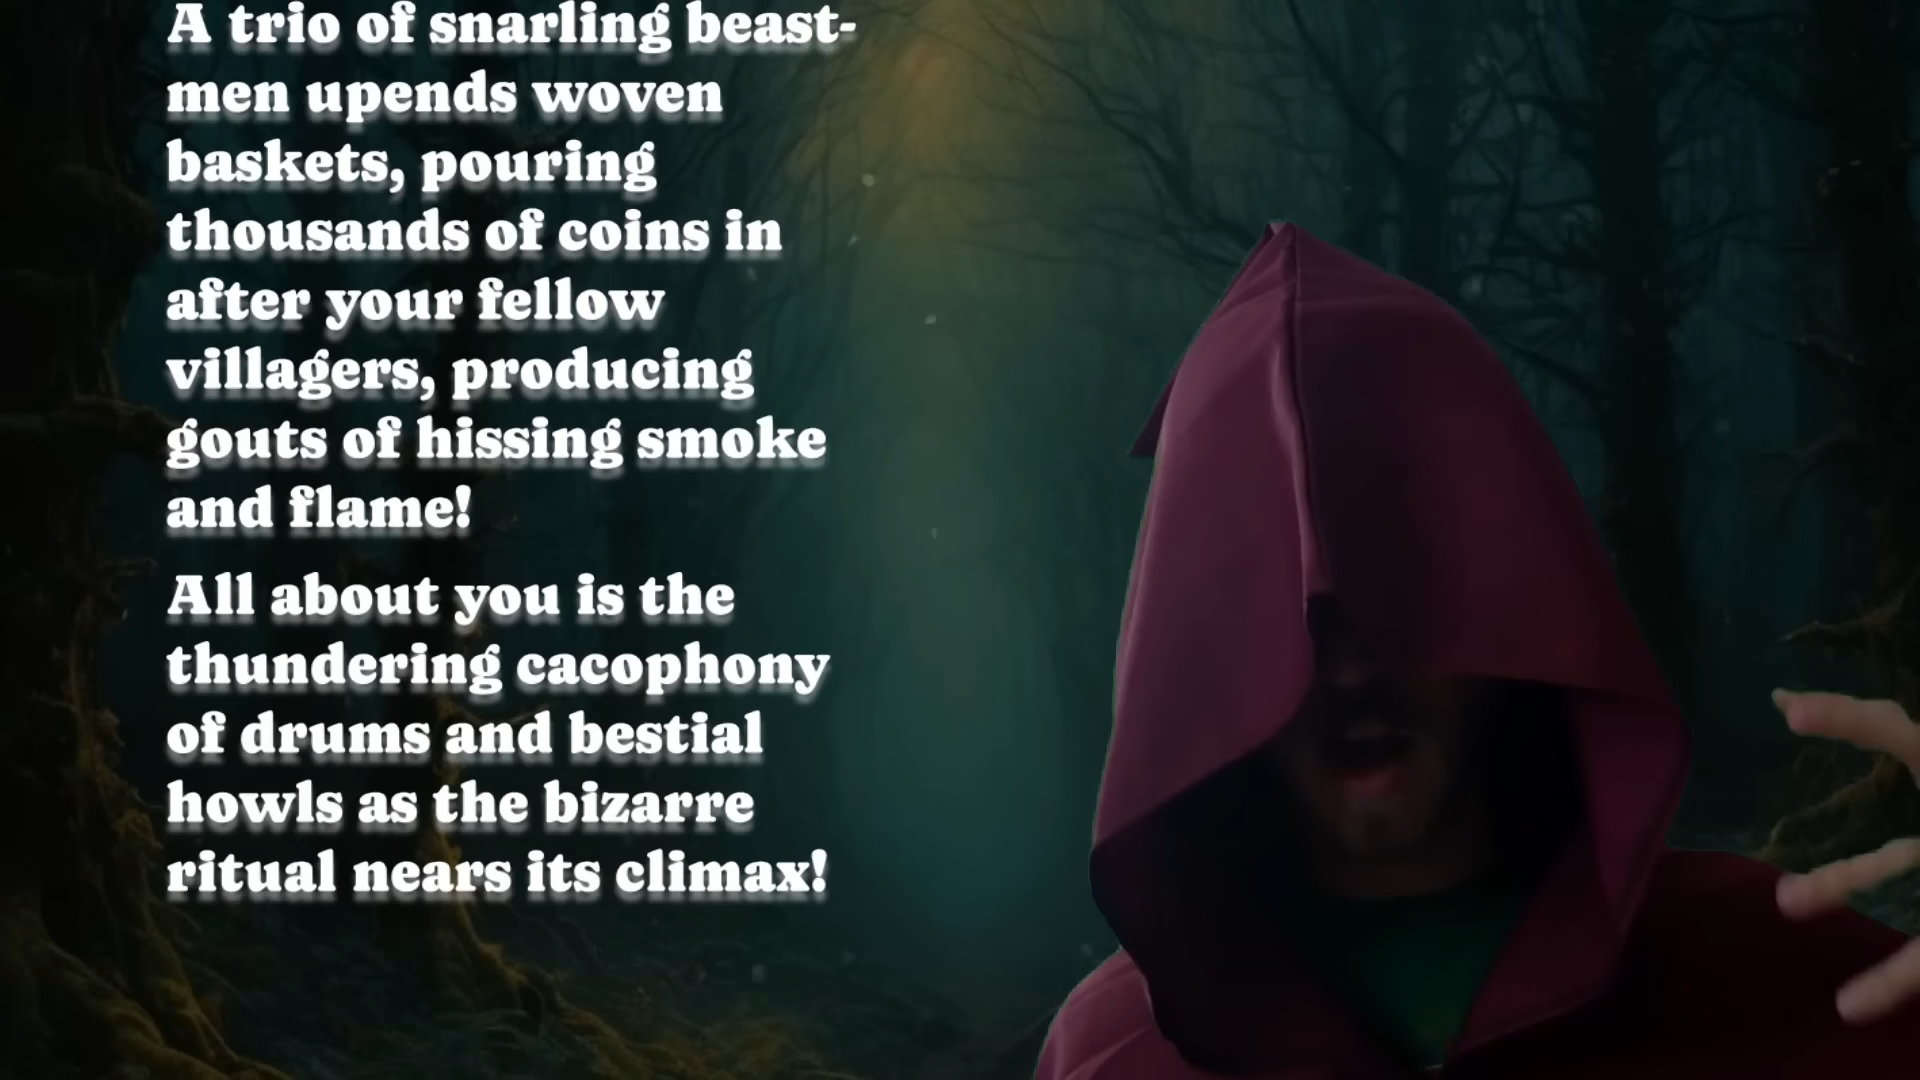 A trio of snarling beast-
men upends woven
baskets, pouring
thousands of coins in
after your fellow
villagers, producing
gouts of hissing smoke
and flame!
All about you is the
thundering cacophony
of drums and bestial
howls as the bizarre
ritual nears its climax!